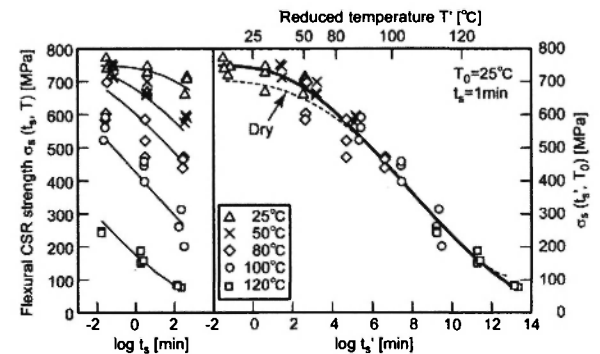 Reduced temperature T' [°C]
25 50 80 100 120
800 800
700 700
600 600
500 500
400 400
300 300
200 200
100 100
0 0
Flexural CSR strength σs (ts, T) [MPa]
σs (ts', T0) [MPa]
T0=25°C
ts=1min
Dry
25°C
50°C
80°C
100°C
120°C
-2 0 2 4 -2 0 2 4 6 8 10 12 14
log ts [min] log ts' [min]